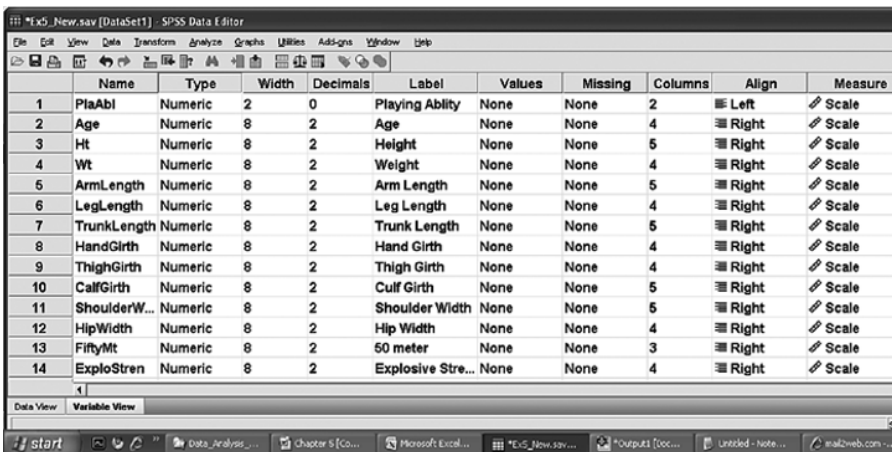 *Ex5_New.sav [DataSet1] - SPSS Data Editor
File Edit View Data Transform Analyze Graphs Utilities Add-ons Window Help
Name Type Width Decimals Label Values Missing Columns Align Measure
1 PlaAbl Numeric 2 0 Playing Ablity None None 2 Left Scale
2 Age Numeric 8 2 Age None None 4 Right Scale
3 Ht Numeric 8 2 Height None None 5 Right Scale
4 Wt Numeric 8 2 Weight None None 4 Right Scale
5 ArmLength Numeric 8 2 Arm Length None None 5 Right Scale
6 LegLength Numeric 8 2 Leg Length None None 4 Right Scale
7 TrunkLength Numeric 8 2 Trunk Length None None 5 Right Scale
8 HandGirth Numeric 8 2 Hand Girth None None 4 Right Scale
9 ThighGirth Numeric 8 2 Thigh Girth None None 4 Right Scale
10 CalfGirth Numeric 8 2 Culf Girth None None 5 Right Scale
11 ShoulderW... Numeric 8 2 Shoulder Width None None 5 Right Scale
12 HipWidth Numeric 8 2 Hip Width None None 4 Right Scale
13 FiftyMt Numeric 8 2 50 meter None None 3 Right Scale
14 ExploStren Numeric 8 2 Explosive Stre... None None 4 Right Scale
Data View Variable View
start Data_Analysis_... Chapter 5 [Co... Microsoft Excel... *Ex5_New.sav... *Output1 [Doc... Untitled - Note... mail2web.com -...